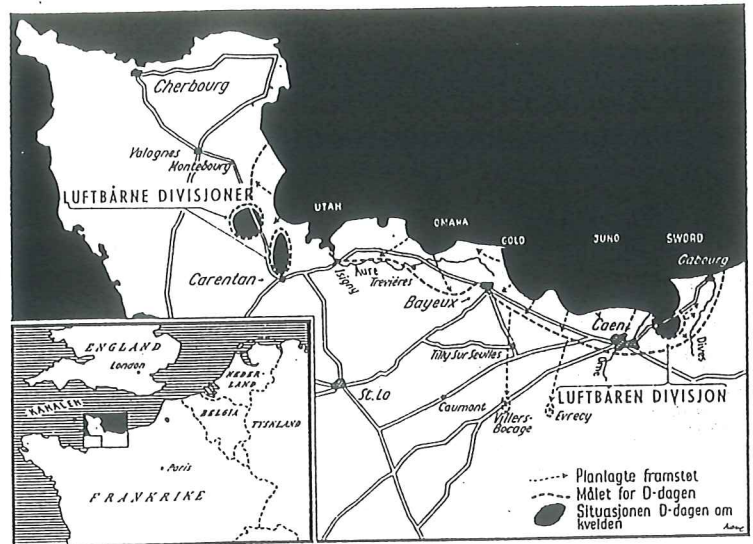 Cherbourg
Valognes
Montebourg
LUFTBÅRNE DIVISJONER
UTAH
OMAHA
GOLD
JUNO
SWORD
Cabourg
Carentan
Isigny
Aure
Trevières
Bayeux
Caen
Dives
Orne
Tilly Sur Seulles
St. Lo
Caumont
Villers-
Bocage
Evrecy
LUFTBÅREN DIVISJON
ENGLAND
London
KANALEN
NEDER-
LAND
BELGIA
TYSKLAND
Paris
FRANKRIKE
Planlagte framstøt
Målet for D-dagen
Situasjonen D-dagen om
kvelden